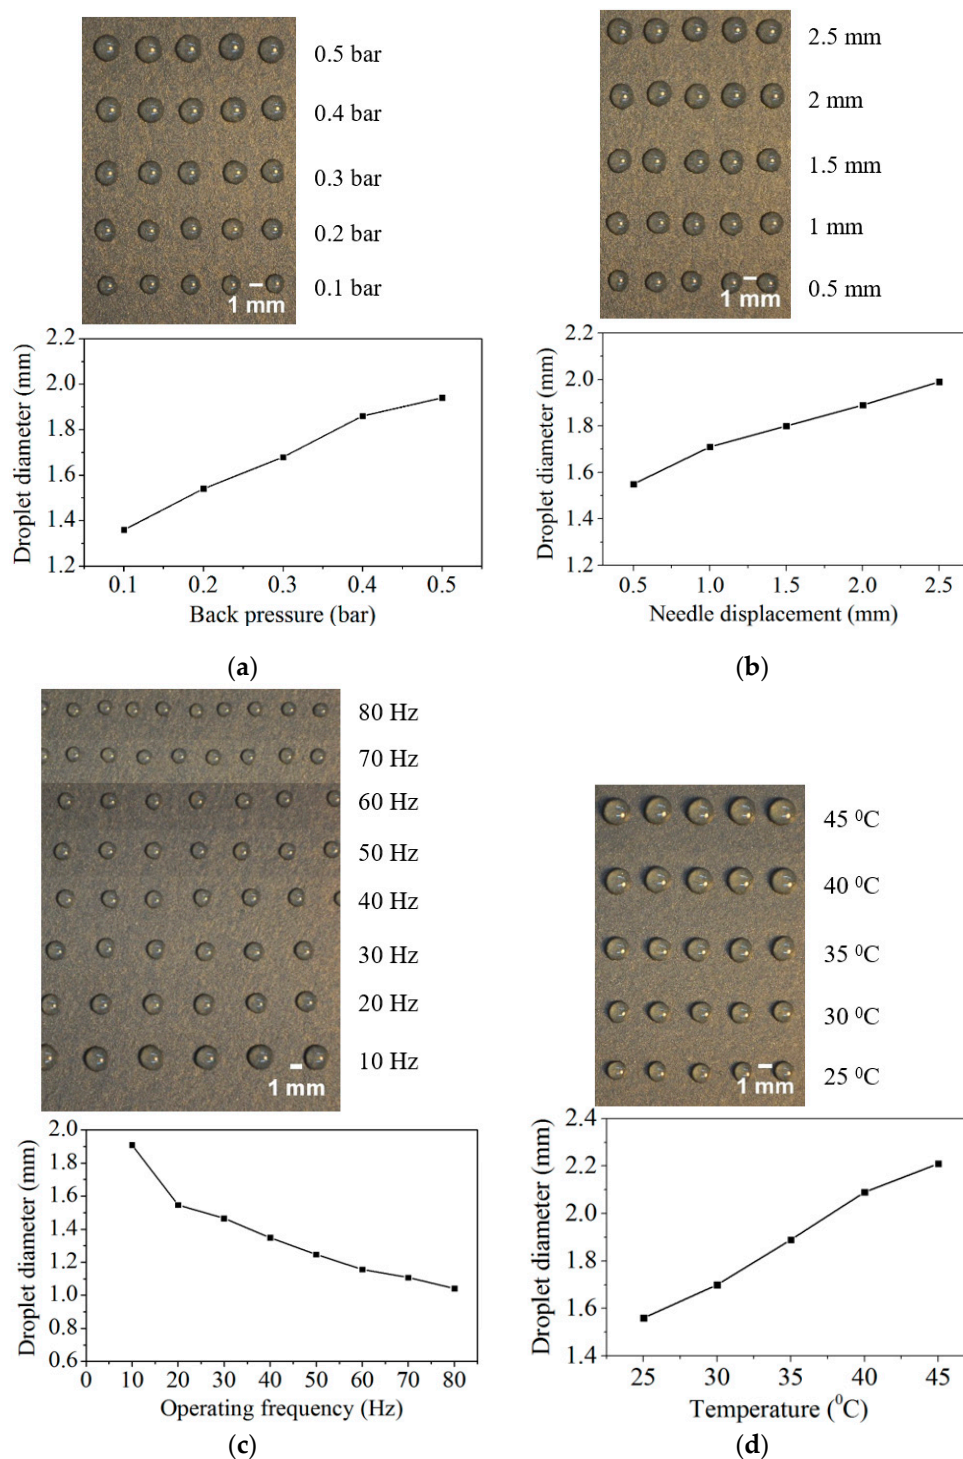 0.5 bar
0.4 bar
0.3 bar
0.2 bar
0.1 bar
1 mm
2.2
2.0
1.8
1.6
1.4
1.2
Droplet diameter (mm)
0.1 0.2 0.3 0.4 0.5
Back pressure (bar)
(a)
2.5 mm
2 mm
1.5 mm
1 mm
0.5 mm
1 mm
2.2
2.0
1.8
1.6
1.4
1.2
Droplet diameter (mm)
0.5 1.0 1.5 2.0 2.5
Needle displacement (mm)
(b)
80 Hz
70 Hz
60 Hz
50 Hz
40 Hz
30 Hz
20 Hz
10 Hz
1 mm
2.0
1.8
1.6
1.4
1.2
1.0
0.8
0.6
Droplet diameter (mm)
0 10 20 30 40 50 60 70 80
Operating frequency (Hz)
(c)
45 ⁰C
40 ⁰C
35 ⁰C
30 ⁰C
25 ⁰C
1 mm
2.4
2.2
2.0
1.8
1.6
1.4
Droplet diameter (mm)
25 30 35 40 45
Temperature (⁰C)
(d)